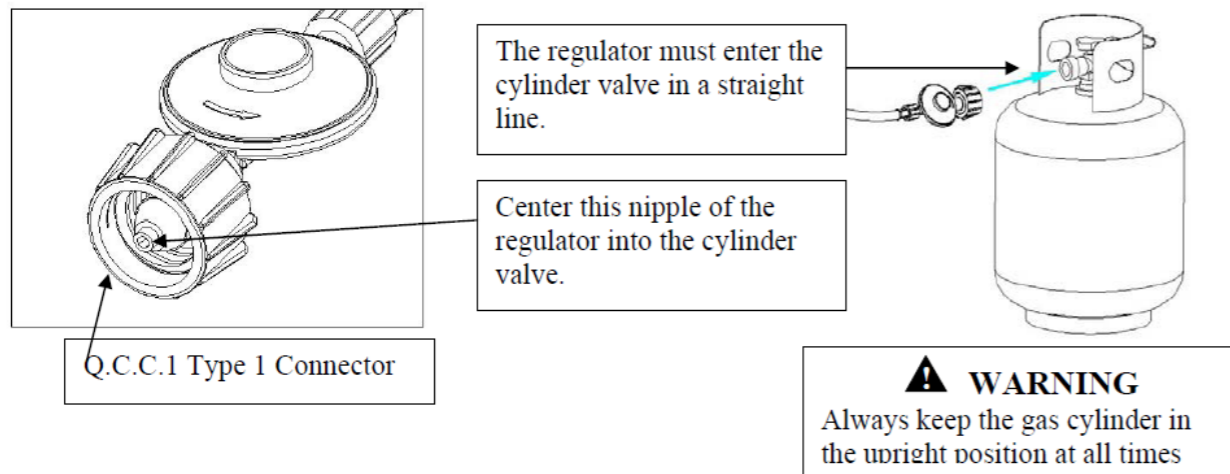 The regulator must enter the
cylinder valve in a straight
line.
Center this nipple of the
regulator into the cylinder
valve.
Q.C.C.1 Type 1 Connector
WARNING
Always keep the gas cylinder in
the upright position at all times